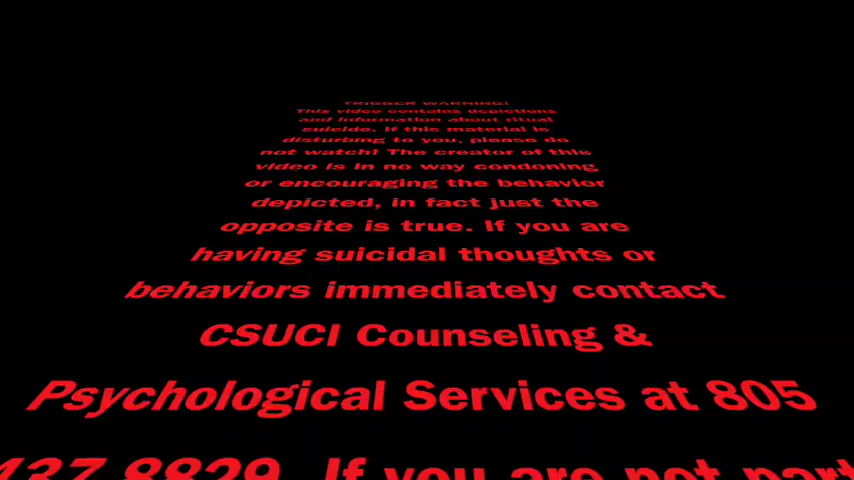 TRIGGER WARNING!
This video contains depictions
and information about ritual
suicide. If this material is
disturbing to you, please do
not watch! The creator of this
video is in no way condoning
or encouraging the behavior
depicted, in fact just the
opposite is true. If you are
having suicidal thoughts or
behaviors immediately contact
CSUCI Counseling &
Psychological Services at 805
437 8829. If you are not part